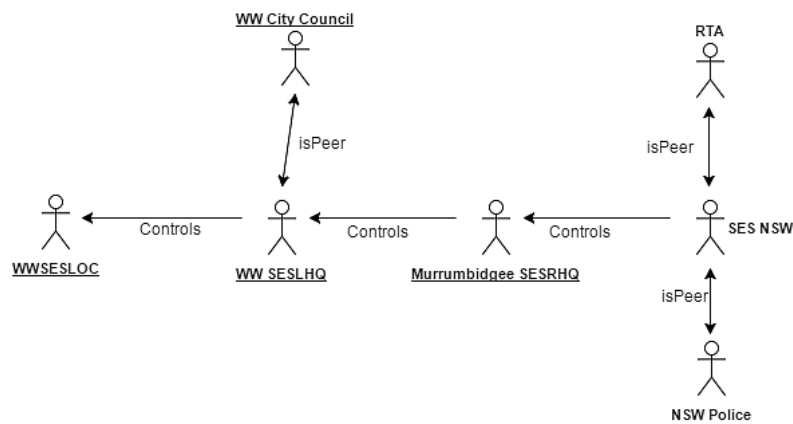 WW City Council
RTA
isPeer
isPeer
Controls
Controls
Controls
SES NSW
WWSESLOC
WW SESLHQ
Murrumbidgee SESRHQ
isPeer
NSW Police